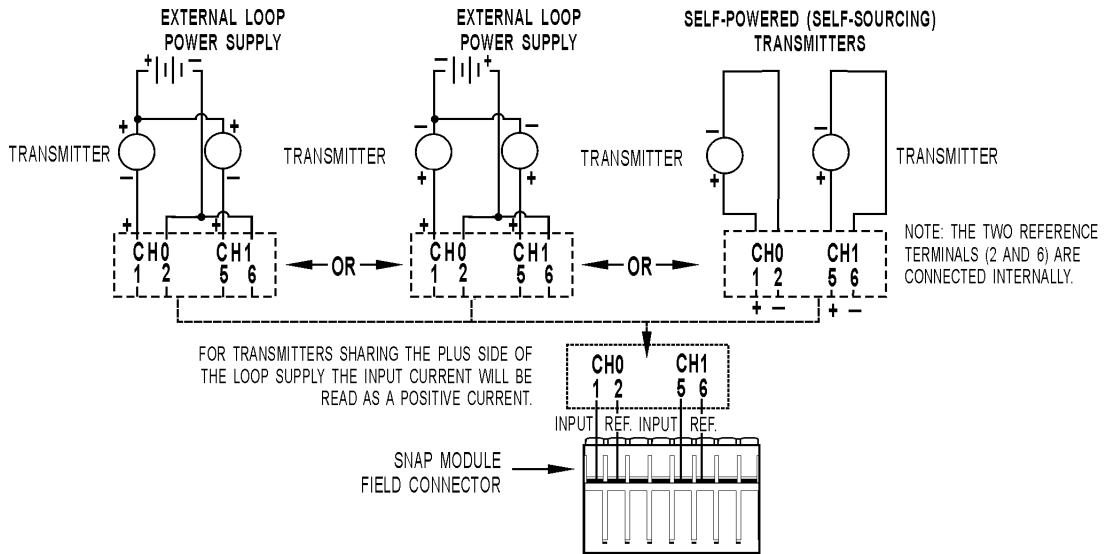 EXTERNAL LOOP
POWER SUPPLY
EXTERNAL LOOP
POWER SUPPLY
SELF-POWERED (SELF-SOURCING)
TRANSMITTERS
+ −
− +
+ +
− −
− −
TRANSMITTER
TRANSMITTER
TRANSMITTER
TRANSMITTER
− −
+ +
+ +
+ +
+ +
NOTE: THE TWO REFERENCE
TERMINALS (2 AND 6) ARE
CONNECTED INTERNALLY.
CH0 CH1
1 2 5 6
OR
CH0 CH1
1 2 5 6
OR
CH0 CH1
1 2 5 6
+ − + −
FOR TRANSMITTERS SHARING THE PLUS SIDE OF
THE LOOP SUPPLY THE INPUT CURRENT WILL BE
READ AS A POSITIVE CURRENT.
CH0 CH1
1 2 5 6
INPUT REF. INPUT REF.
SNAP MODULE
FIELD CONNECTOR